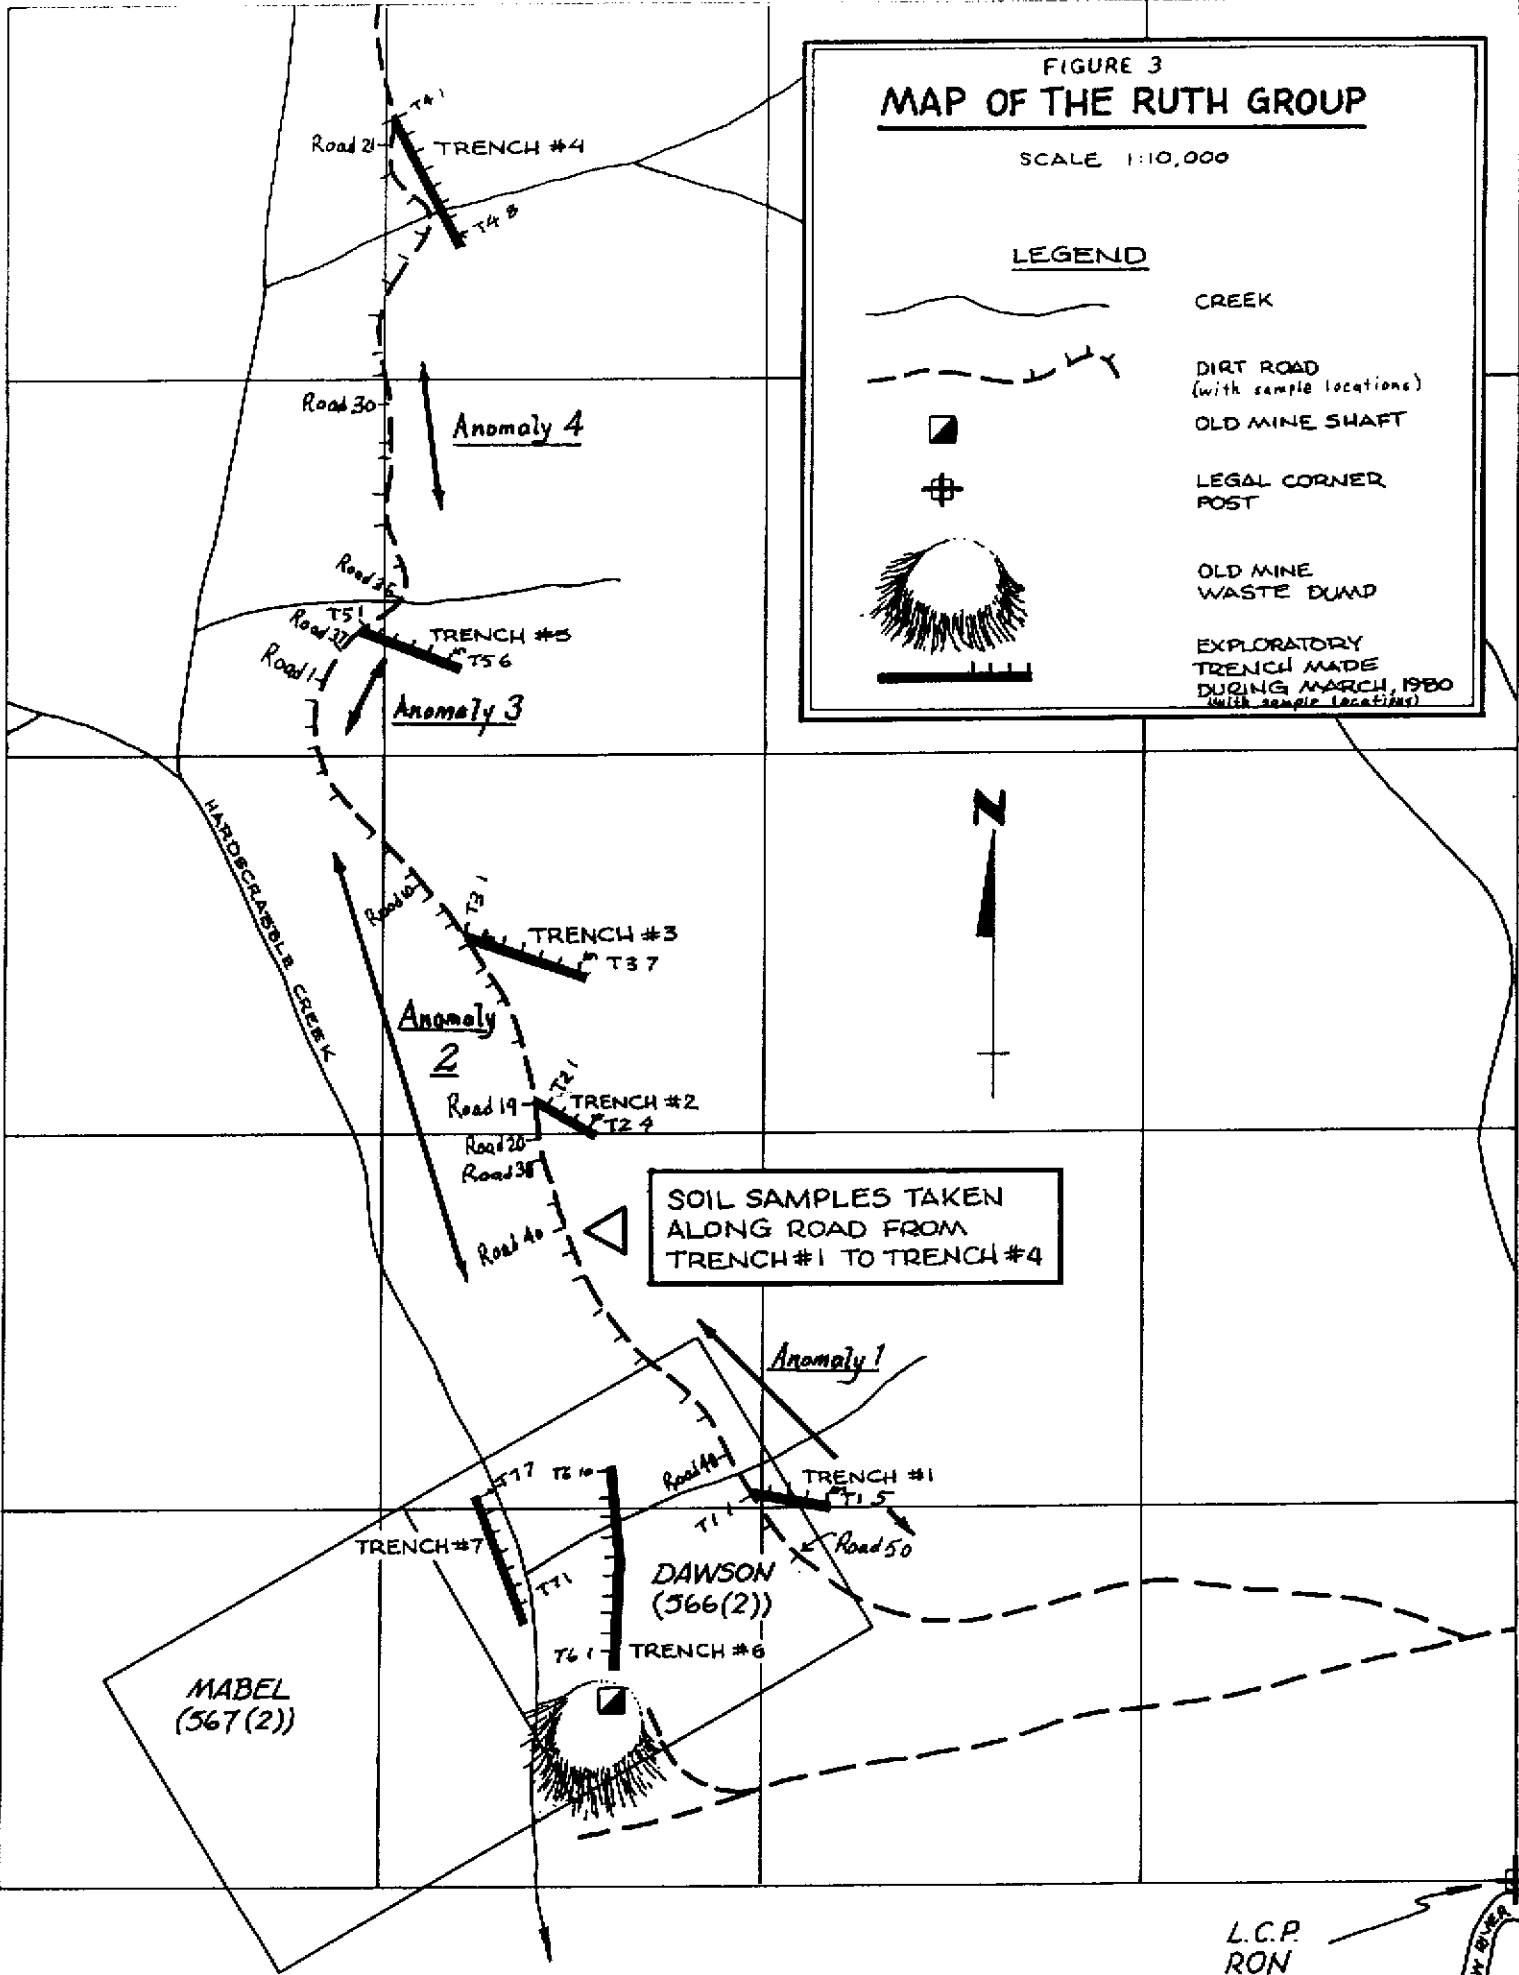 FIGURE 3
MAP OF THE RUTH GROUP
SCALE 1:10,000
LEGEND
CREEK
DIRT ROAD
(with sample locations)
OLD MINE SHAFT
LEGAL CORNER
POST
OLD MINE
WASTE DUMP
EXPLORATORY
TRENCH MADE
DURING MARCH, 1980
(with sample locations)
T4 1
Road 21
TRENCH #4
T4 8
Road 30
Anomaly 4
Road 35
T5 1
Road 37
TRENCH #5
T5 6
Road 1
Anomaly 3
N
HARDSCRABBLE CREEK
T3 1
TRENCH #3
T3 7
Anomaly
2
T2 1
Road 19
TRENCH #2
T2 4
Road 20
Road 38
Road 40
SOIL SAMPLES TAKEN
ALONG ROAD FROM
TRENCH #1 TO TRENCH #4
Anomaly 1
Road 48
TRENCH #1
T1 5
T1 1
Road 50
T7 7
T6 10
TRENCH #7
T7 1
DAWSON
(566(2))
T6 1
TRENCH #6
MABEL
(567(2))
L.C.P.
RON
RIVER